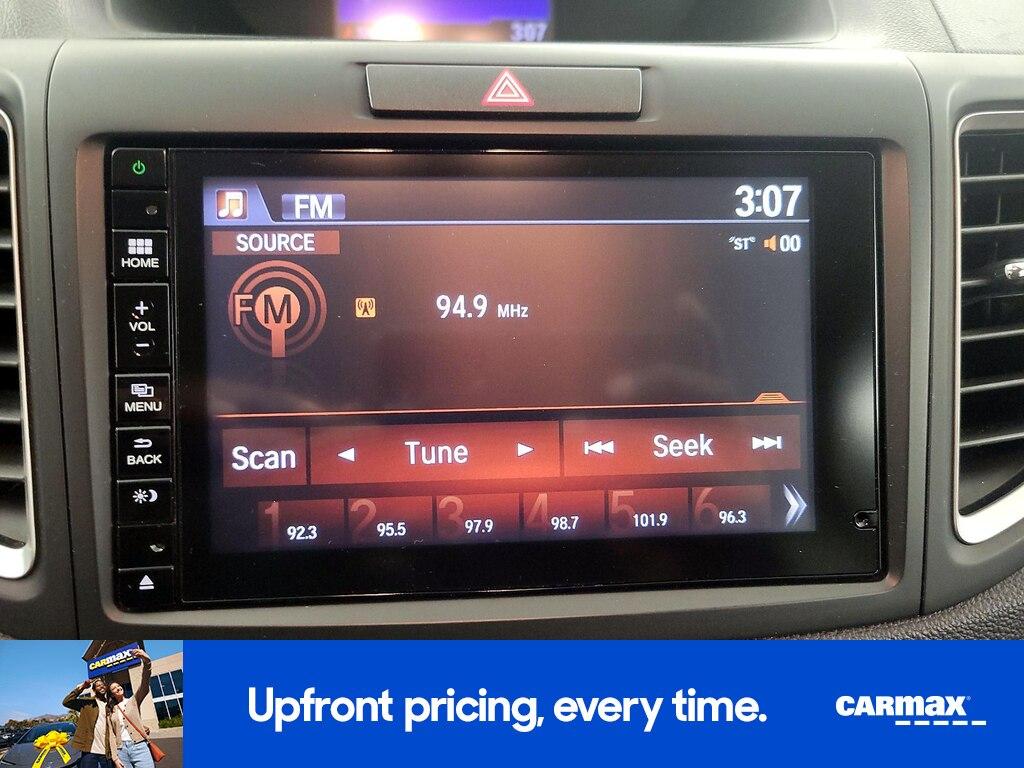 307
FM
3:07
SOURCE
"ST" 00
FM
94.9 MHz
HOME
+
VOL
−
MENU
BACK
Scan
Tune
Seek
1 92.3
2 95.5
3 97.9
4 98.7
5 101.9
6 96.3
CARMAX
Upfront pricing, every time.
CARMAX